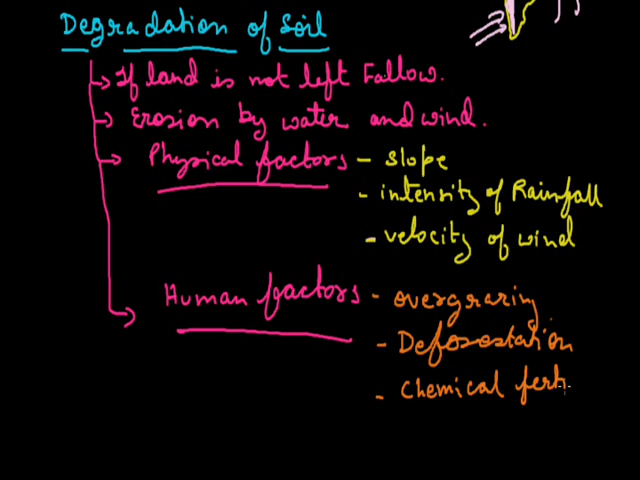 Degradation of Soil
If land is not left Fallow.
Erosion by water and wind.
Physical factors - slope
- intensity of Rainfall
- velocity of wind
Human factors - overgrazing
- Deforestation
- Chemical ferti